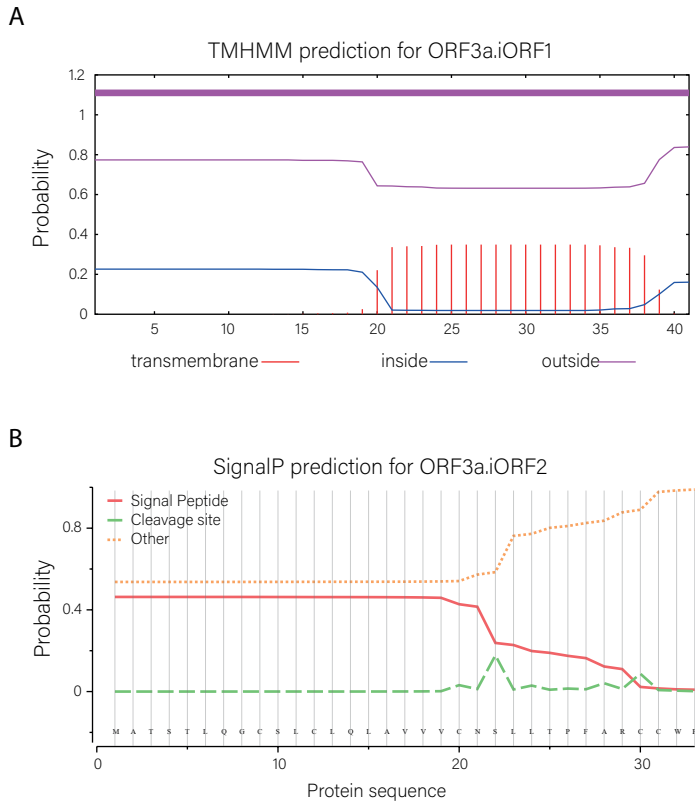 A
TMHMM prediction for ORF3a.iORF1
Probability
1.2
1
0.8
0.6
0.4
0.2
0
5 10 15 20 25 30 35 40
transmembrane inside outside
B
SignalP prediction for ORF3a.iORF2
Signal Peptide
Cleavage site
Other
Probability
0.8
0.4
0
M A T S T L Q G C S L C L Q L A V V V C N S L L T P F A R C C W
0 10 20 30
Protein sequence